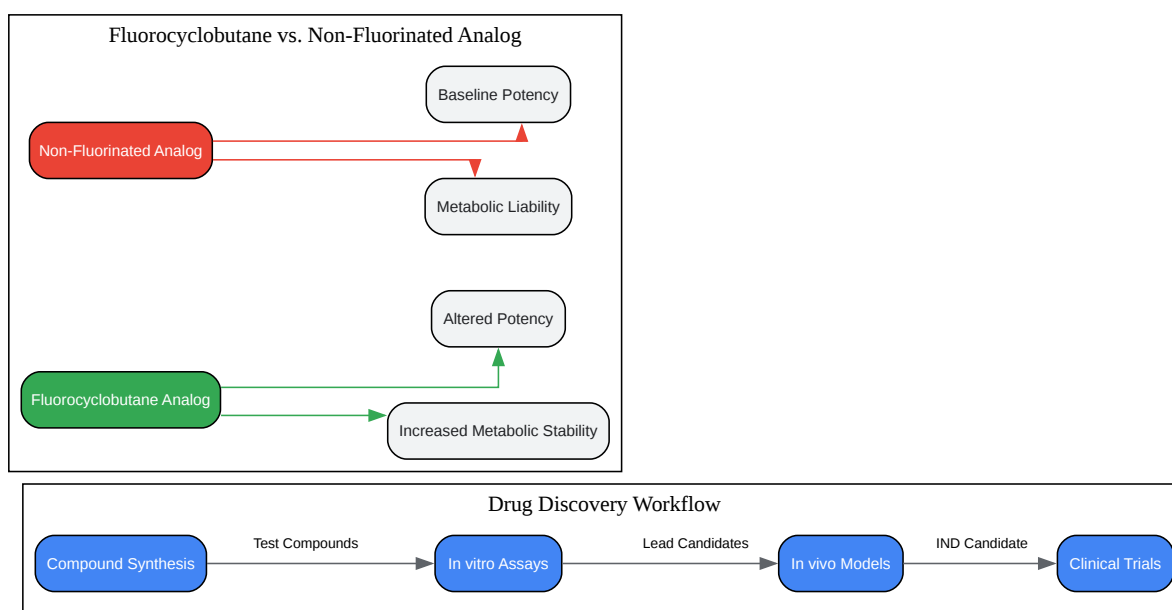 Fluorocyclobutane vs. Non-Fluorinated Analog
Baseline Potency
Non-Fluorinated Analog
Metabolic Liability
Altered Potency
Fluorocyclobutane Analog
Increased Metabolic Stability
Drug Discovery Workflow
Compound Synthesis
Test Compounds
In vitro Assays
Lead Candidates
In vivo Models
IND Candidate
Clinical Trials